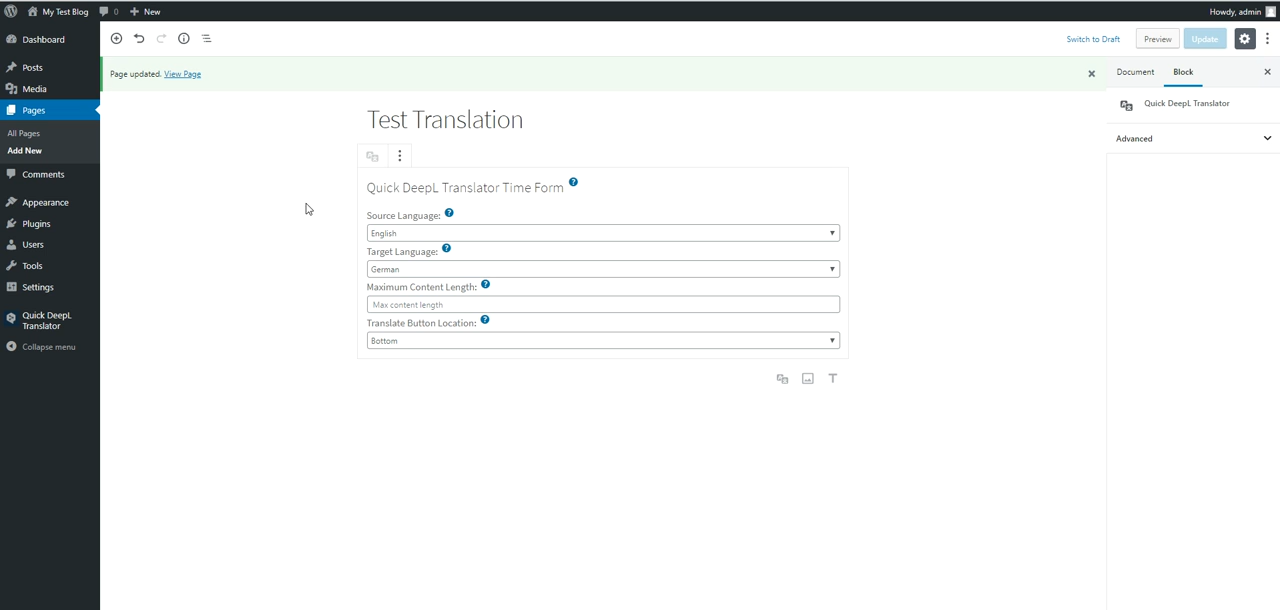 My Test Blog 0 New Howdy, admin
Dashboard
Posts
Media
Pages
All Pages
Add New
Comments
Appearance
Plugins
Users
Tools
Settings
Quick DeepL
Translator
Collapse menu
Switch to Draft Preview Update
Page updated. View Page
Test Translation
Quick DeepL Translator Time Form ?
Source Language: ?
English
Target Language: ?
German
Maximum Content Length: ?
Max content length
Translate Button Location: ?
Bottom
Document Block
Quick DeepL Translator
Advanced